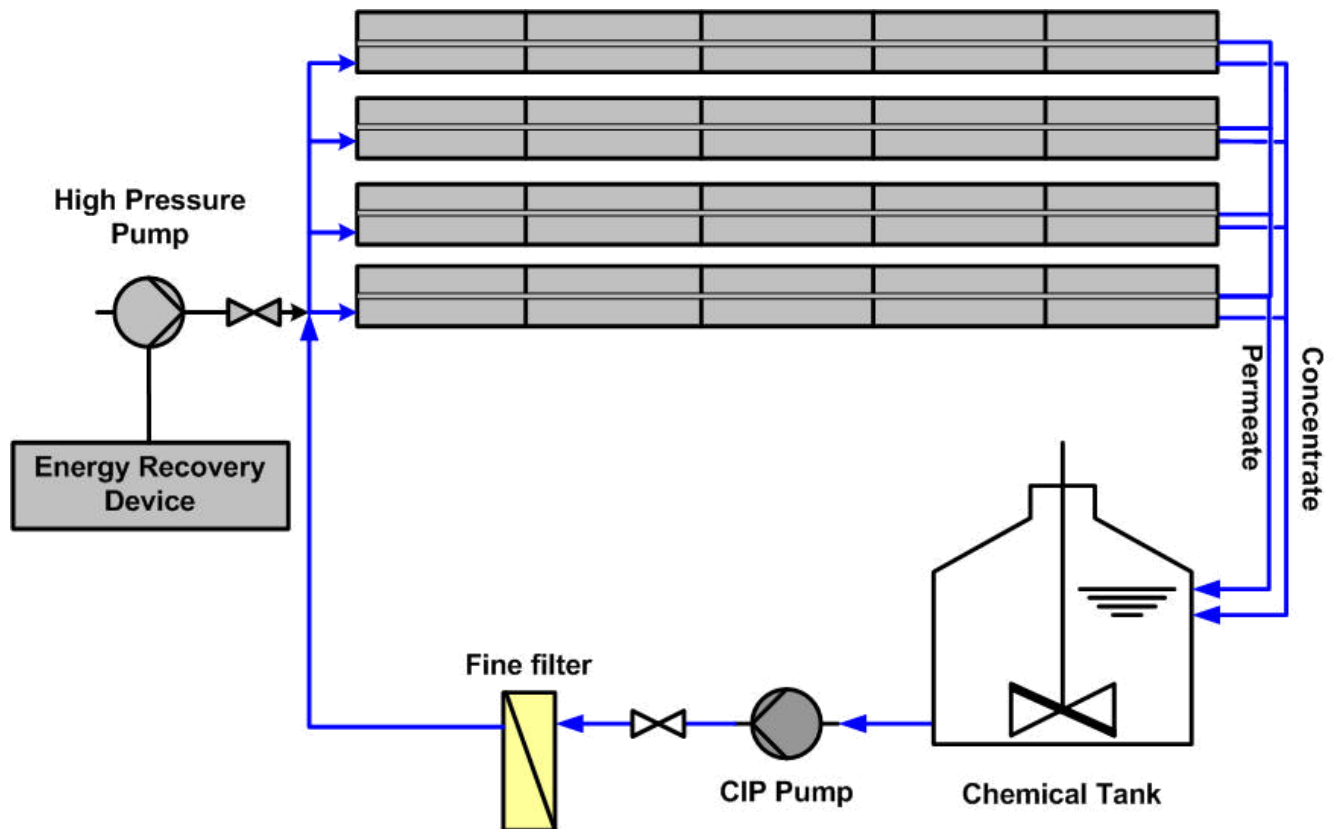 High Pressure
Pump
Energy Recovery
Device
Permeate
Concentrate
Fine filter
CIP Pump
Chemical Tank